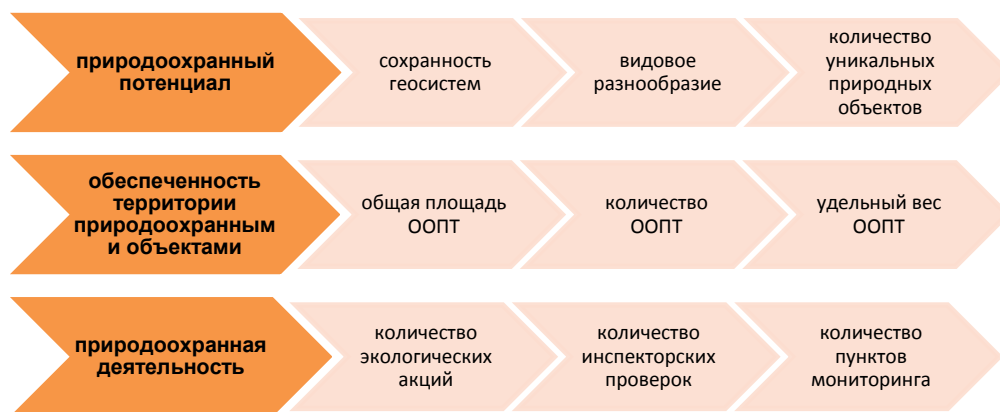 природоохранный
потенциал
сохранность
геосистем
видовое
разнообразие
количество
уникальных
природных
объектов
обеспеченность
территории
природоохранным
и объектами
общая площадь
ООПТ
количество
ООПТ
удельный вес
ООПТ
природоохранная
деятельность
количество
экологических
акций
количество
инспекторских
проверок
количество
пунктов
мониторинга